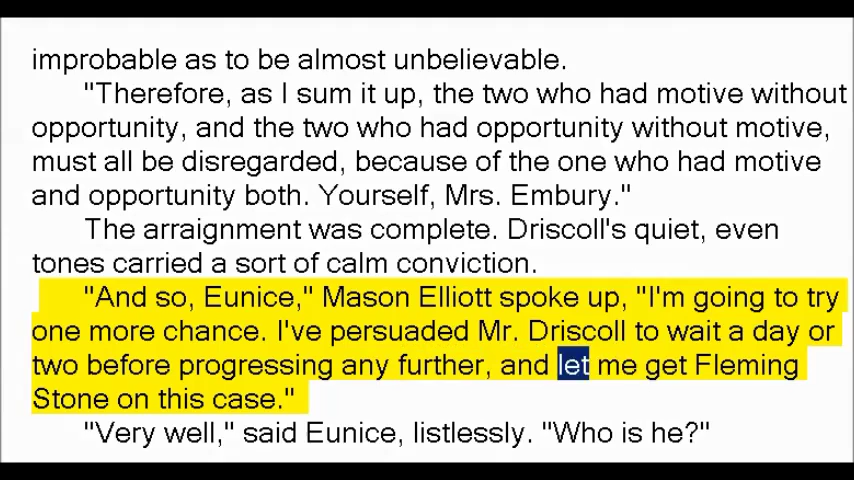 improbable as to be almost unbelievable.
"Therefore, as I sum it up, the two who had motive without
opportunity, and the two who had opportunity without motive,
must all be disregarded, because of the one who had motive
and opportunity both. Yourself, Mrs. Embury."
The arraignment was complete. Driscoll's quiet, even
tones carried a sort of calm conviction.
"And so, Eunice," Mason Elliott spoke up, "I'm going to try
one more chance. I've persuaded Mr. Driscoll to wait a day or
two before progressing any further, and let me get Fleming
Stone on this case."
"Very well," said Eunice, listlessly. "Who is he?"